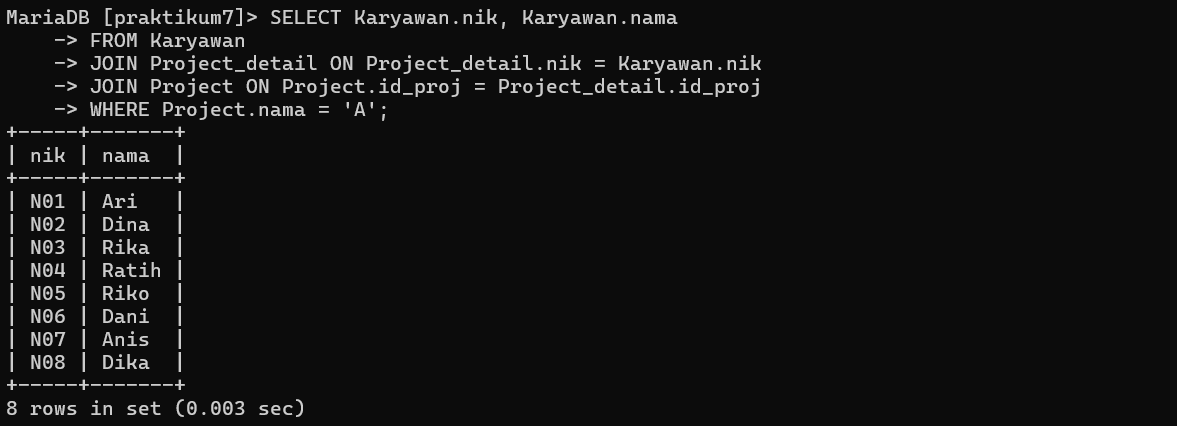 MariaDB [praktikum7]> SELECT Karyawan.nik, Karyawan.nama
    -> FROM Karyawan
    -> JOIN Project_detail ON Project_detail.nik = Karyawan.nik
    -> JOIN Project ON Project.id_proj = Project_detail.id_proj
    -> WHERE Project.nama = 'A';
+-----+-------+
| nik | nama  |
+-----+-------+
| N01 | Ari   |
| N02 | Dina  |
| N03 | Rika  |
| N04 | Ratih |
| N05 | Riko  |
| N06 | Dani  |
| N07 | Anis  |
| N08 | Dika  |
+-----+-------+
8 rows in set (0.003 sec)